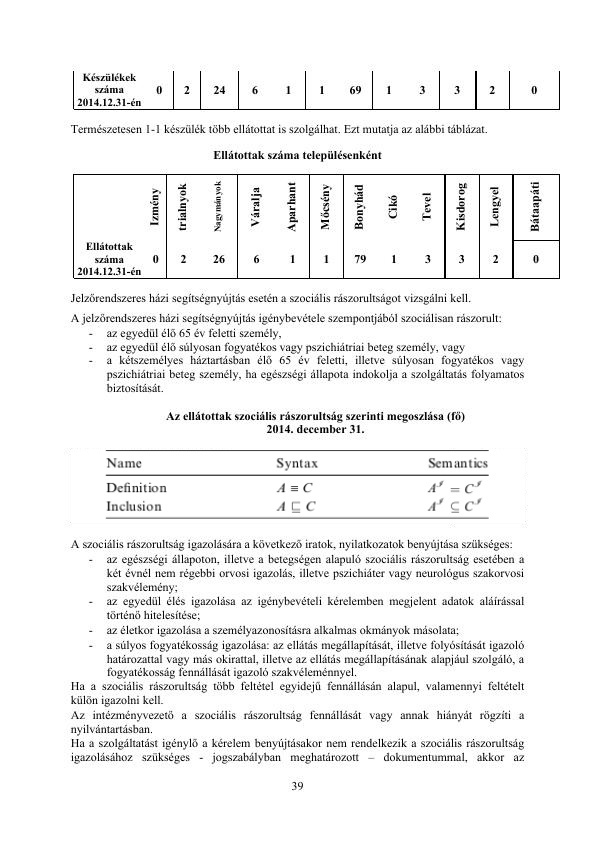 Készülékek
száma
2014.12.31-én 0 2 24 6 1 1 69 1 3 3 2 0
Természetesen 1-1 készülék több ellátottat is szolgálhat. Ezt mutatja az alábbi táblázat.
Ellátottak száma településenként
Izmény trialnyok Nagymányok Váralja Aparhant Mőcsény Bonyhád Cikó Tevel Kisdorog Lengyel Bátaapáti
Ellátottak
száma
2014.12.31-én 0 2 26 6 1 1 79 1 3 3 2 0
Jelzőrendszeres házi segítségnyújtás esetén a szociális rászorultságot vizsgálni kell.
A jelzőrendszeres házi segítségnyújtás igénybevétele szempontjából szociálisan rászorult:
- az egyedül élő 65 év feletti személy,
- az egyedül élő súlyosan fogyatékos vagy pszichiátriai beteg személy, vagy
- a kétszemélyes háztartásban élő 65 év feletti, illetve súlyosan fogyatékos vagy
pszichiátriai beteg személy, ha egészségi állapota indokolja a szolgáltatás folyamatos
biztosítását.
Az ellátottak szociális rászorultság szerinti megoszlása (fő)
2014. december 31.
Name Syntax Semantics
Definition A ≡ C A^𝓘 = C^𝓘
Inclusion A ⊑ C A^𝓘 ⊆ C^𝓘
A szociális rászorultság igazolására a következő iratok, nyilatkozatok benyújtása szükséges:
- az egészségi állapoton, illetve a betegségen alapuló szociális rászorultság esetében a
két évnél nem régebbi orvosi igazolás, illetve pszichiáter vagy neurológus szakorvosi
szakvélemény;
- az egyedül élés igazolása az igénybevételi kérelemben megjelent adatok aláírással
történő hitelesítése;
- az életkor igazolása a személyazonosításra alkalmas okmányok másolata;
- a súlyos fogyatékosság igazolása: az ellátás megállapítását, illetve folyósítását igazoló
határozattal vagy más okirattal, illetve az ellátás megállapításának alapjául szolgáló, a
fogyatékosság fennállását igazoló szakvéleménnyel.
Ha a szociális rászorultság több feltétel egyidejű fennállásán alapul, valamennyi feltételt
külön igazolni kell.
Az intézményvezető a szociális rászorultság fennállását vagy annak hiányát rögzíti a
nyilvántartásban.
Ha a szolgáltatást igénylő a kérelem benyújtásakor nem rendelkezik a szociális rászorultság
igazolásához szükséges - jogszabályban meghatározott – dokumentummal, akkor az
39